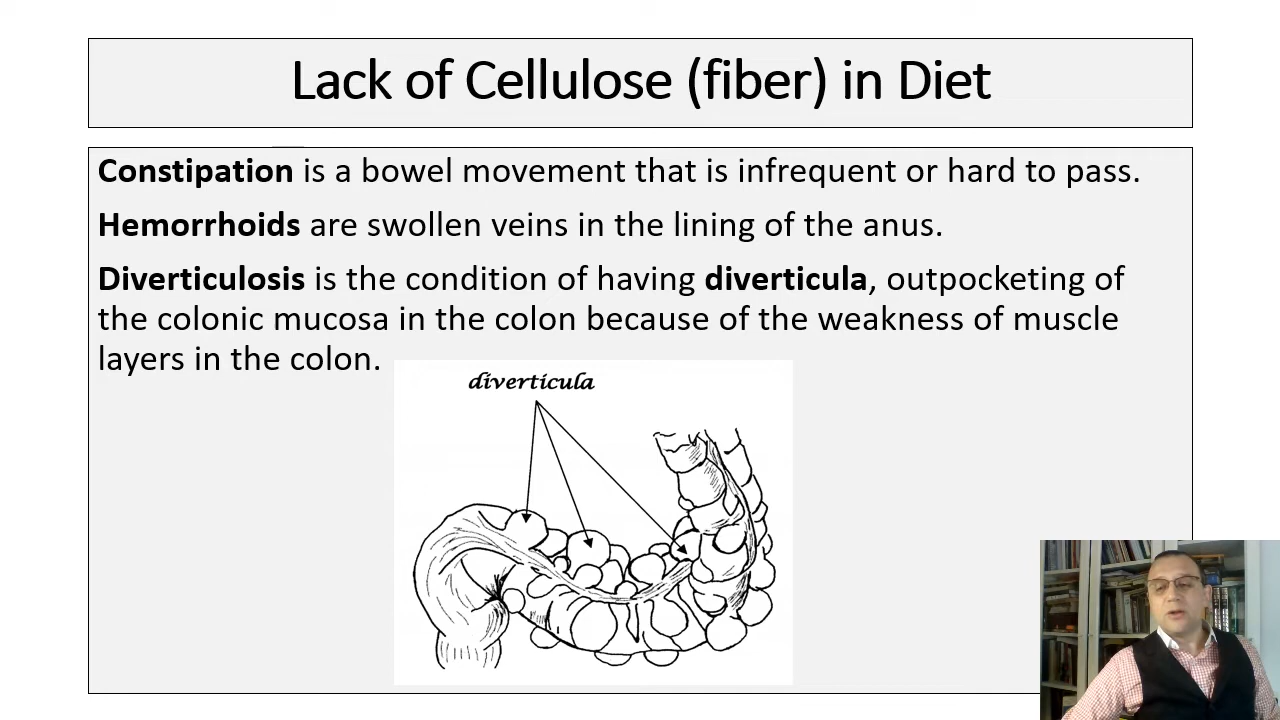 Lack of Cellulose (fiber) in Diet
Constipation is a bowel movement that is infrequent or hard to pass.
Hemorrhoids are swollen veins in the lining of the anus.
Diverticulosis is the condition of having diverticula, outpocketing of
the colonic mucosa in the colon because of the weakness of muscle
layers in the colon.
diverticula